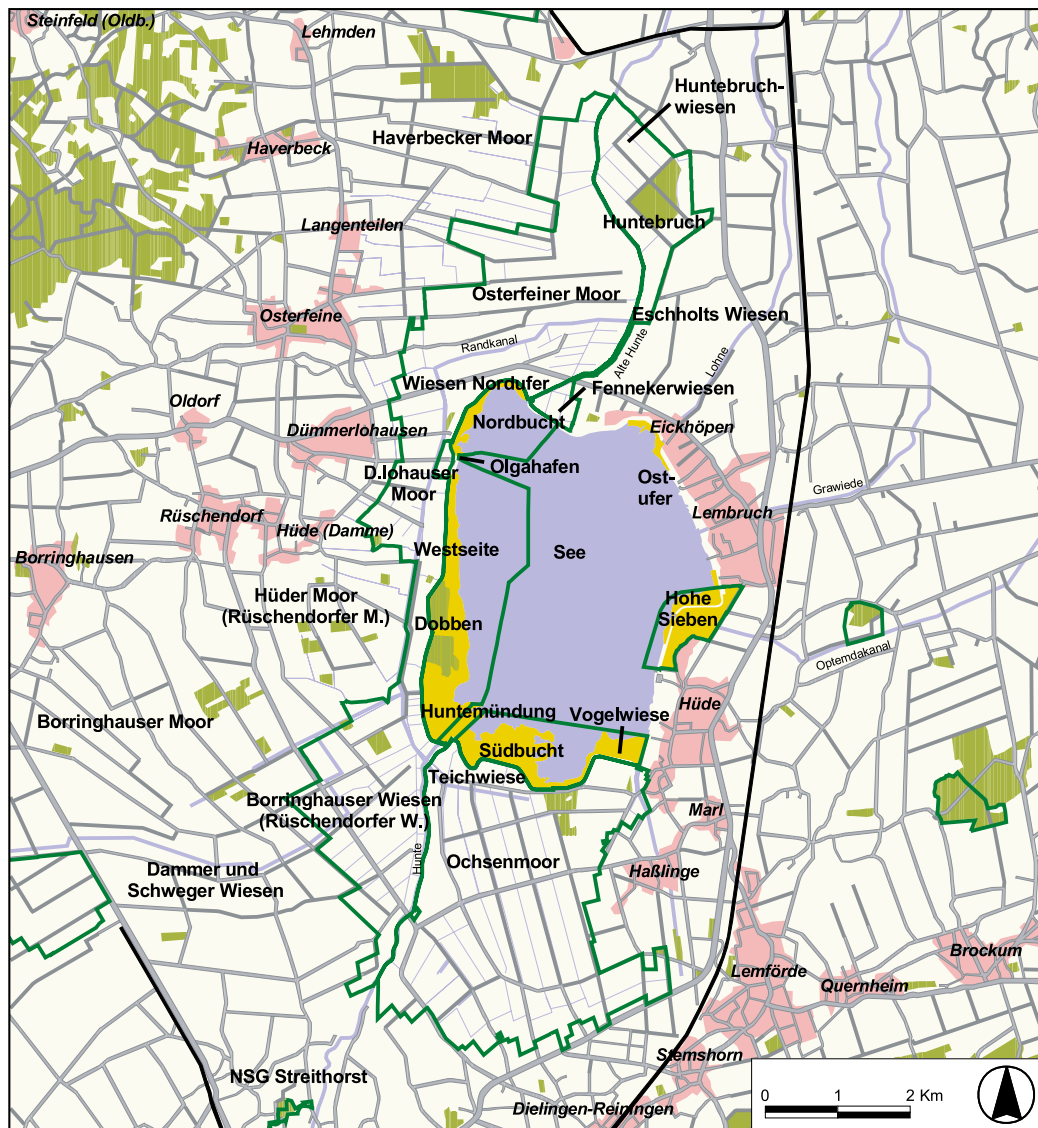 Steinfeld (Oldb.)
Lehmden
Huntebruch-
wiesen
Haverbecker Moor
Haverbeck
Langenteilen
Huntebruch
Osterfeiner Moor
Osterfeine
Eschholts Wiesen
Randkanal
Alte Hunte
Lohne
Wiesen Nordufer
Fennekerwiesen
Oldorf
Nordbucht
Eickhöpen
Dümmerlohausen
Olgahafen
D.lohauser
Moor
Ost-
ufer
Grawiede
Lembruch
Rüschendorf
Hüde (Damme)
Borringhausen
Westseite
See
Hüder Moor
(Rüschendorfer M.)
Hohe
Sieben
Dobben
Optemdakanal
Huntemündung
Vogelwiese
Hüde
Borringhauser Moor
Südbucht
Teichwiese
Borringhauser Wiesen
(Rüschendorfer W.)
Marl
Hunte
Ochsenmoor
Haßlinge
Dammer und
Schweger Wiesen
Brockum
Lemförde
Quernheim
Stemshorn
NSG Streithorst
Dielingen-Reiningen
0 1 2 Km